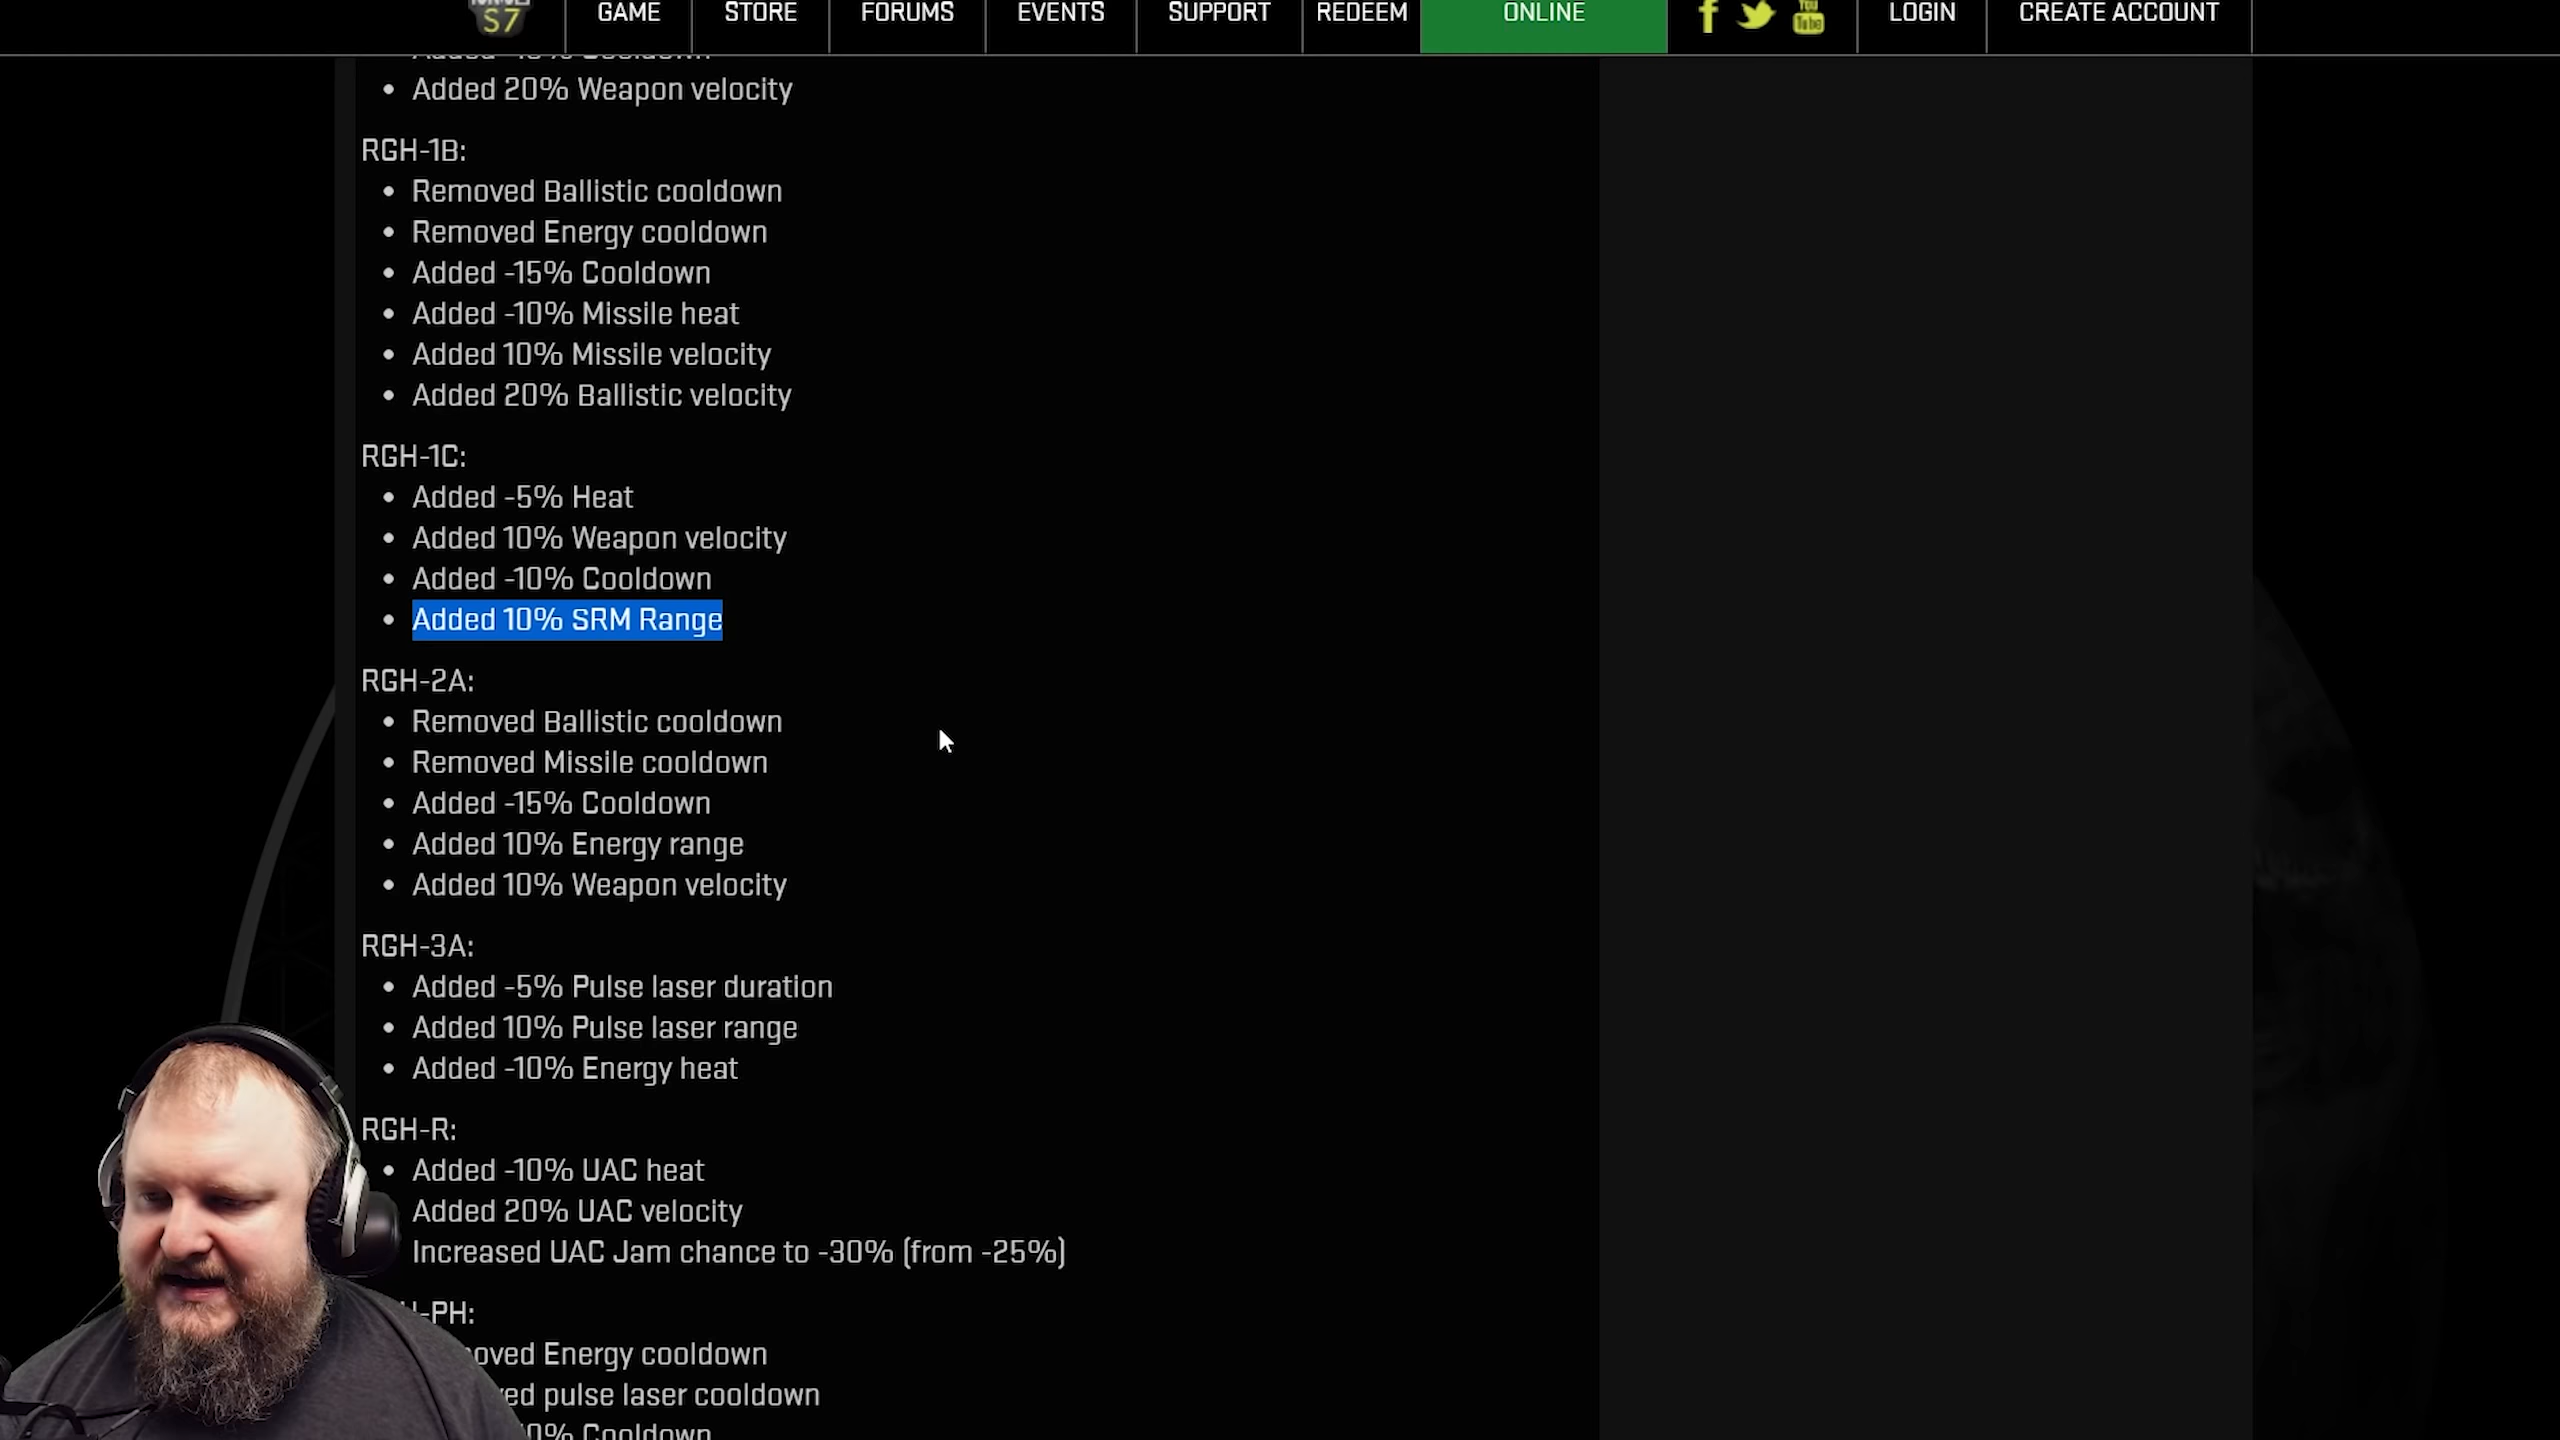 S7
GAME
STORE
FORUMS
EVENTS
SUPPORT
REDEEM
ONLINE
f
You
Tube
LOGIN
CREATE ACCOUNT
Added 20% Weapon velocity
RGH-1B:
Removed Ballistic cooldown
Removed Energy cooldown
Added -15% Cooldown
Added -10% Missile heat
Added 10% Missile velocity
Added 20% Ballistic velocity
RGH-1C:
Added -5% Heat
Added 10% Weapon velocity
Added -10% Cooldown
Added 10% SRM Range
RGH-2A:
Removed Ballistic cooldown
Removed Missile cooldown
Added -15% Cooldown
Added 10% Energy range
Added 10% Weapon velocity
RGH-3A:
Added -5% Pulse laser duration
Added 10% Pulse laser range
Added -10% Energy heat
RGH-R:
Added -10% UAC heat
Added 20% UAC velocity
Increased UAC Jam chance to -30% (from -25%)
-PH:
Energy cooldown
pulse laser cooldown
Cooldown